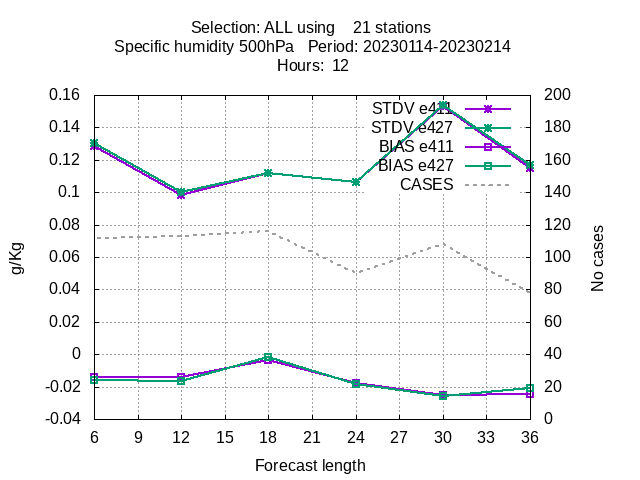 Selection: ALL using    21 stations
Specific humidity 500hPa   Period: 20230114-20230214
Hours:  12
0.16
0.14
0.12
0.1
0.08
0.06
0.04
0.02
0
-0.02
-0.04
g/Kg
STDV e411
STDV e427
BIAS e411
BIAS e427
CASES
200
180
160
140
120
100
80
60
40
20
0
No cases
6 12 15 18 21 24 27 30 33 36
Forecast length